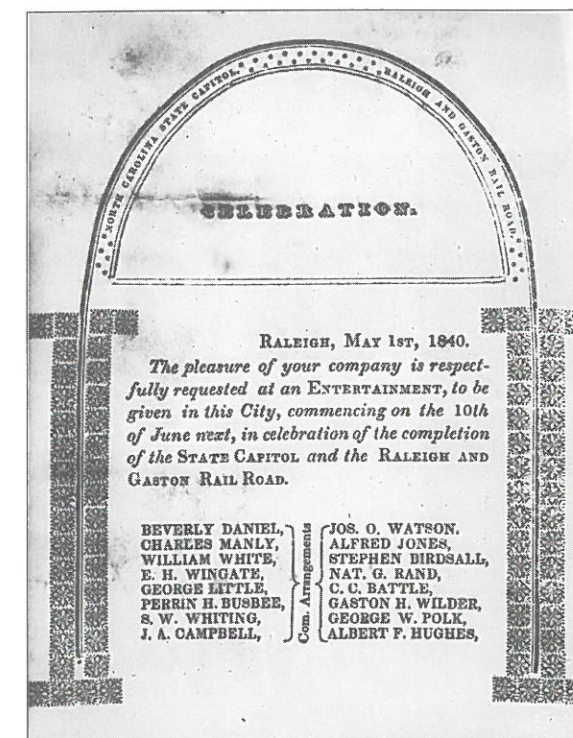 NORTH CAROLINA STATE CAPITOL.
RALEIGH AND GASTON RAIL ROAD.
CELEBRATION.
RALEIGH, MAY 1ST, 1840.
The pleasure of your company is respect-
fully requested at an ENTERTAINMENT, to be
given in this City, commencing on the 10th
of June next, in celebration of the completion
of the STATE CAPITOL and the RALEIGH AND
GASTON RAIL ROAD.
BEVERLY DANIEL,
CHARLES MANLY,
WILLIAM WHITE,
E. H. WINGATE,
GEORGE LITTLE,
PERRIN H. BUSBEE,
S. W. WHITING,
J. A. CAMPBELL,
Com. Arrangements
JOS. O. WATSON.
ALFRED JONES,
STEPHEN BIRDSALL,
NAT. G. RAND,
C. C. BATTLE,
GASTON H. WILDER,
GEORGE W. POLK,
ALBERT F. HUGHES,